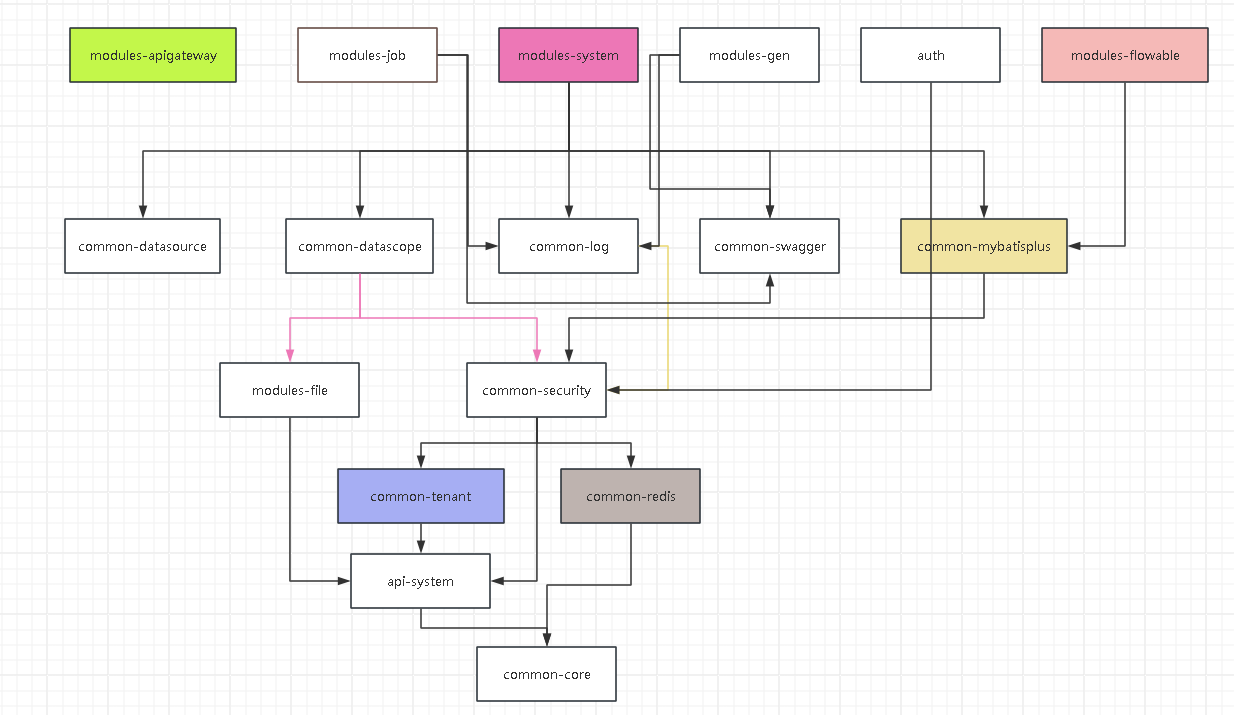 modules-apigateway
modules-job
modules-system
modules-gen
auth
modules-flowable
common-datasource
common-datascope
common-log
common-swagger
common-mybatisplus
modules-file
common-security
common-tenant
common-redis
api-system
common-core